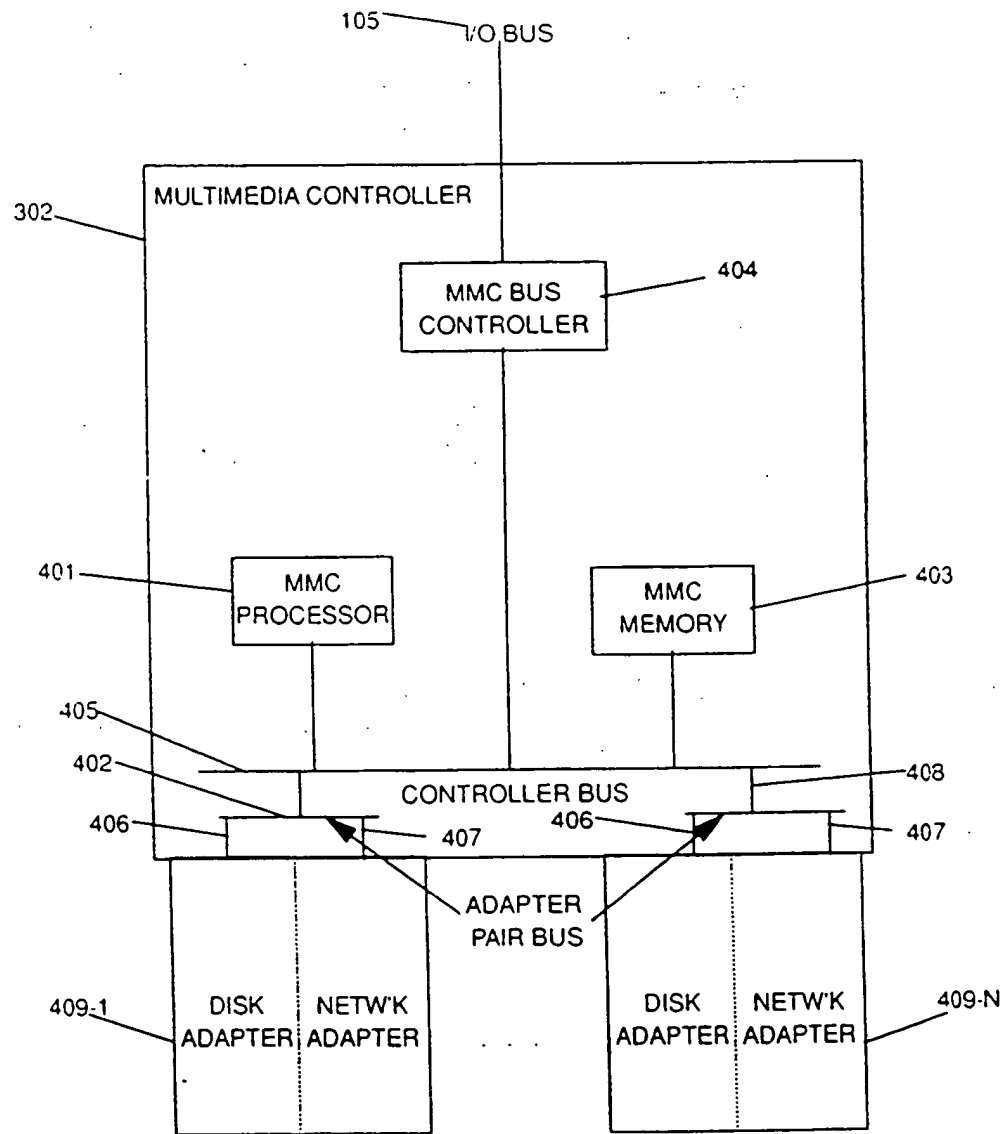 105
I/O BUS
MULTIMEDIA CONTROLLER
302
MMC BUS
CONTROLLER
404
401
MMC
PROCESSOR
MMC
MEMORY
403
405
402
CONTROLLER BUS
408
406
407
406
407
ADAPTER
PAIR BUS
409-1
DISK
ADAPTER
NETW'K
ADAPTER
. . .
DISK
ADAPTER
NETW'K
ADAPTER
409-N